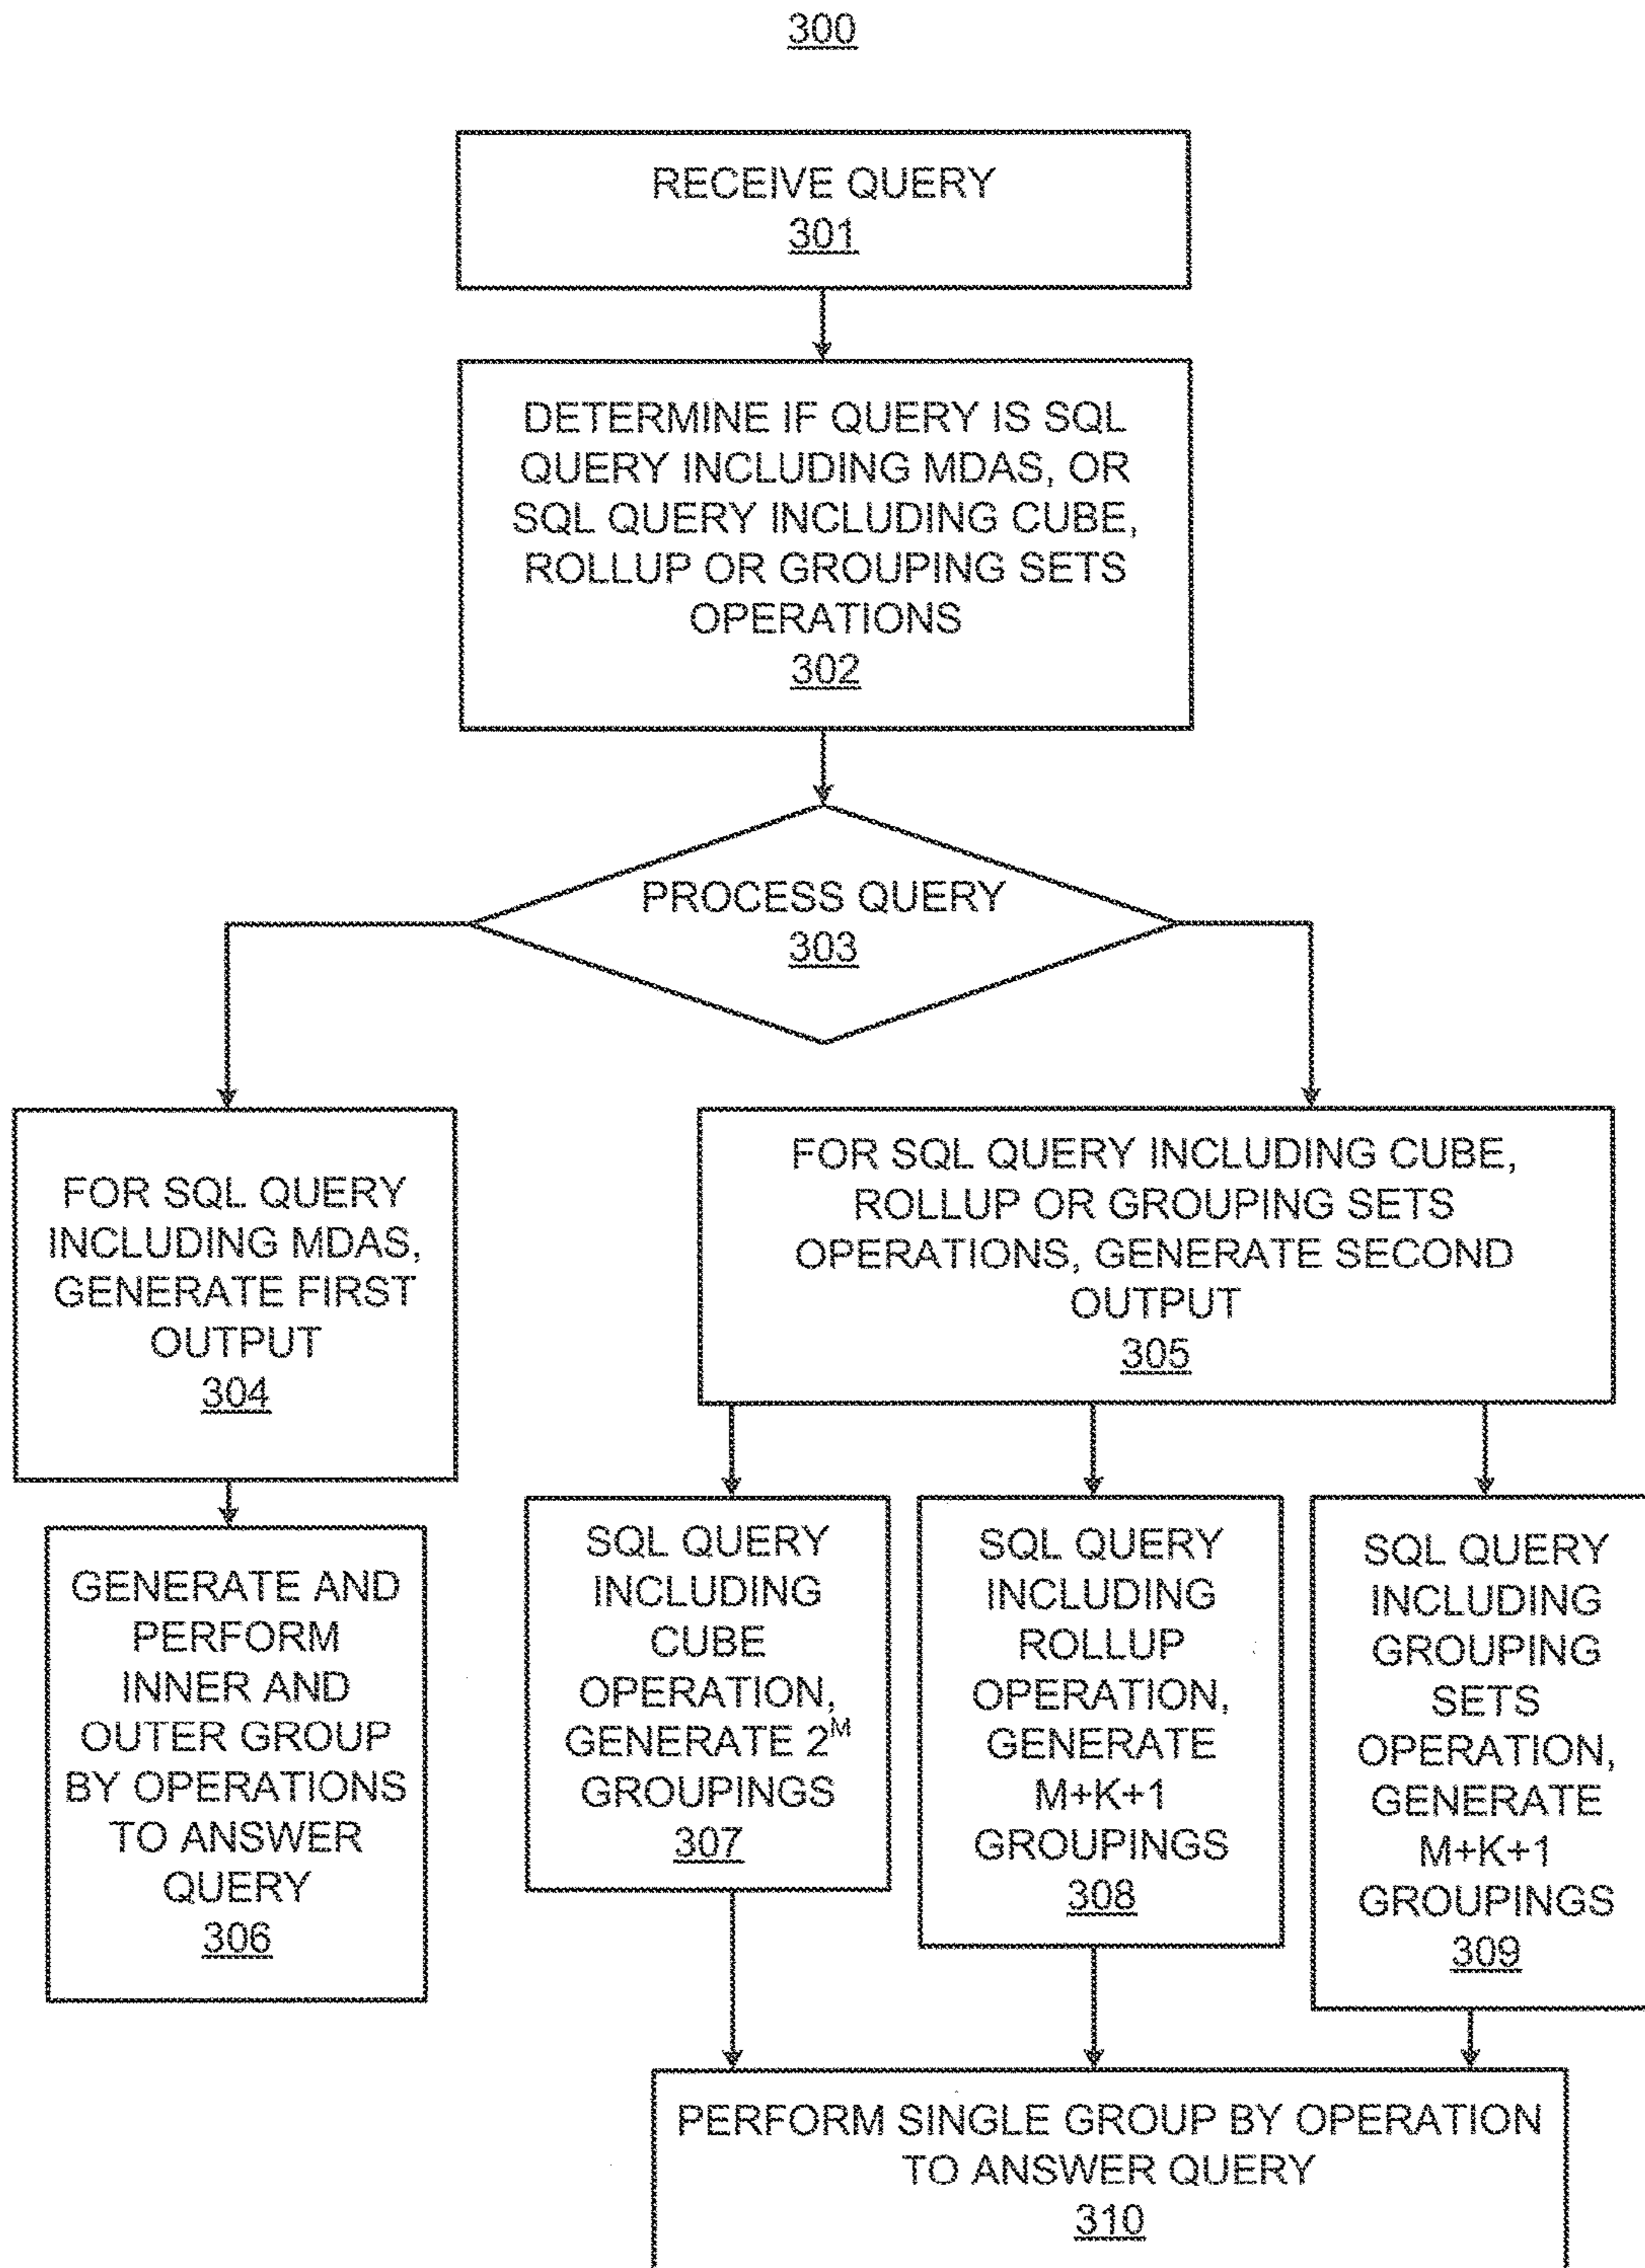 300
RECEIVE QUERY
301
DETERMINE IF QUERY IS SQL
QUERY INCLUDING MDAS, OR
SQL QUERY INCLUDING CUBE,
ROLLUP OR GROUPING SETS
OPERATIONS
302
PROCESS QUERY
303
FOR SQL QUERY
INCLUDING MDAS,
GENERATE FIRST
OUTPUT
304
FOR SQL QUERY INCLUDING CUBE,
ROLLUP OR GROUPING SETS
OPERATIONS, GENERATE SECOND
OUTPUT
305
GENERATE AND
PERFORM
INNER AND
OUTER GROUP
BY OPERATIONS
TO ANSWER
QUERY
306
SQL QUERY
INCLUDING
CUBE
OPERATION,
GENERATE 2^M
GROUPINGS
307
SQL QUERY
INCLUDING
ROLLUP
OPERATION,
GENERATE
M+K+1
GROUPINGS
308
SQL QUERY
INCLUDING
GROUPING
SETS
OPERATION,
GENERATE
M+K+1
GROUPINGS
309
PERFORM SINGLE GROUP BY OPERATION
TO ANSWER QUERY
310